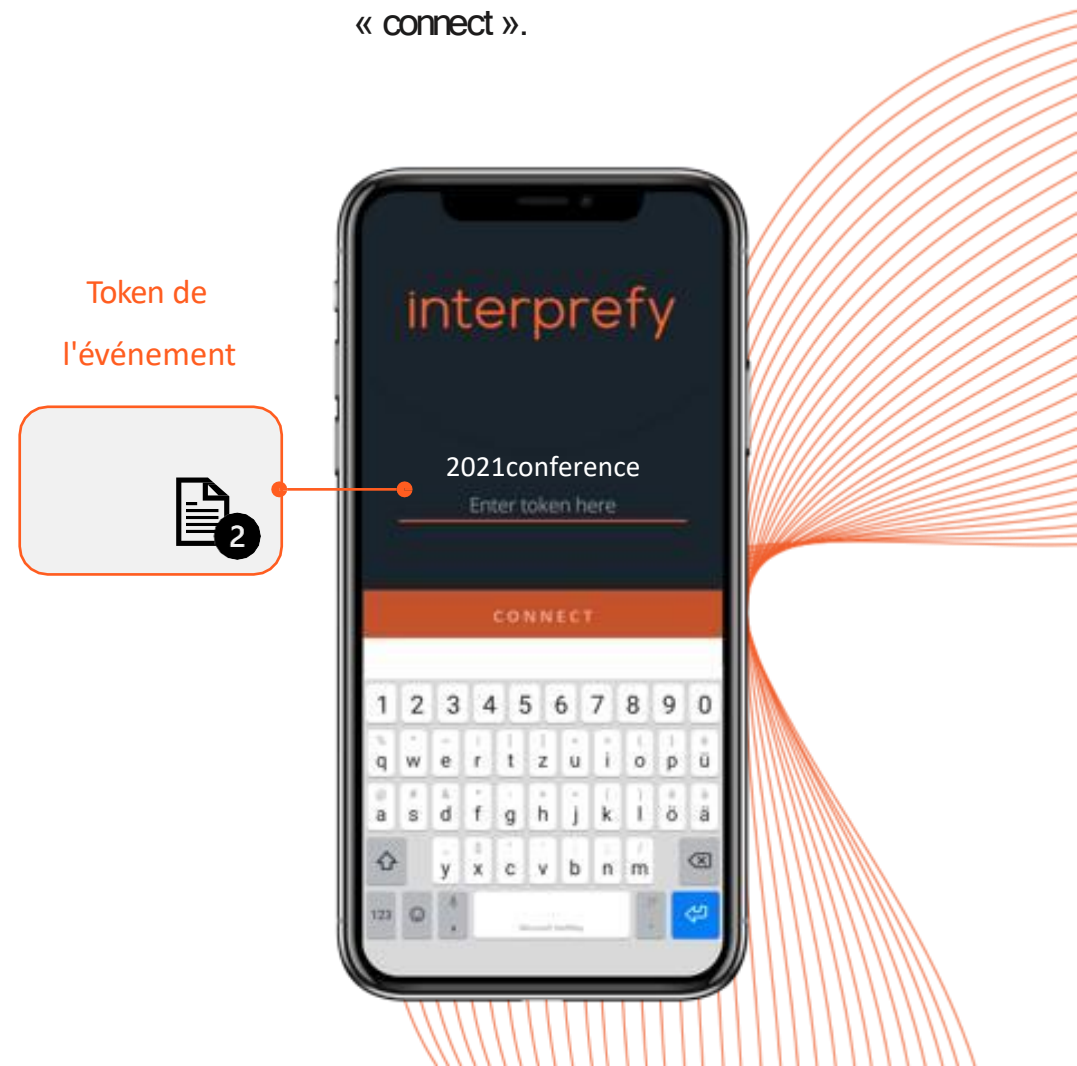 « connect ».
Token de
l'événement
2
interprefy
2021conference
Enter token here
CONNECT
1 2 3 4 5 6 7 8 9 0
q w e r t z u i o p ü
a s d f g h j k l ö ä
y x c v b n m
123